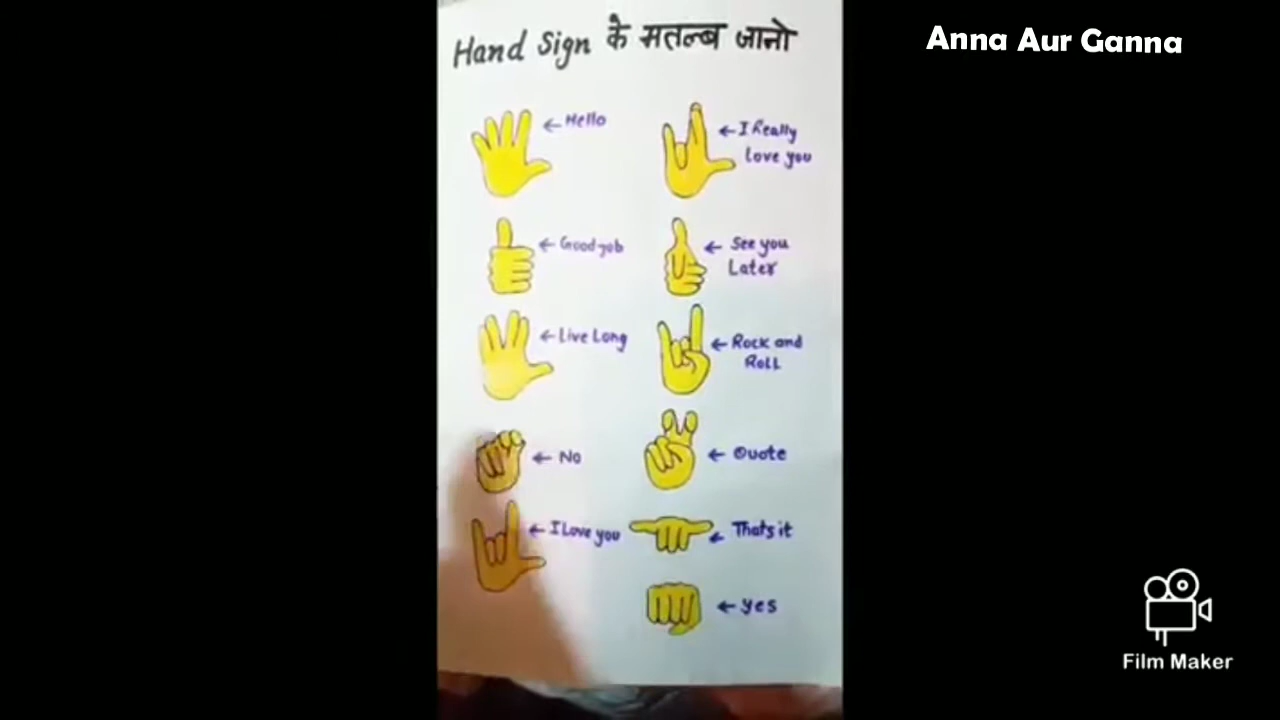 Hand Sign के मतलब जानो
Anna Aur Ganna
← Hello
← I Really
love you
← Good job
← See you
Later
← Live Long
← Rock and
Roll
← No
← Quote
← I Love you
← Thats it
← yes
Film Maker